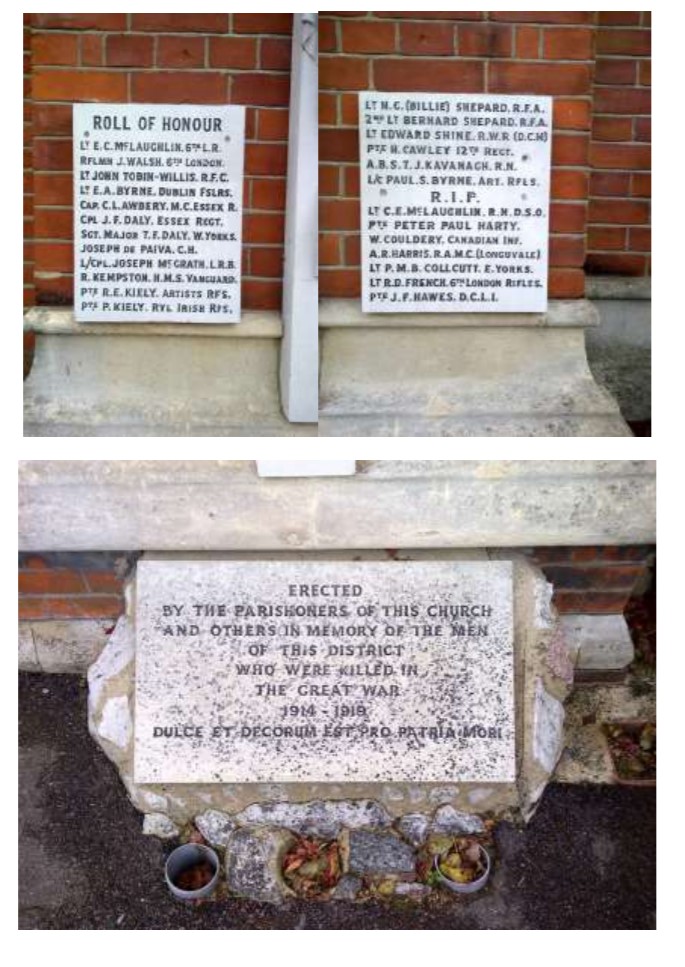 ROLL OF HONOUR
LT E.C. McLAUGHLIN. 6TH L.R.
RFLMN J. WALSH. 6TH LONDON.
LT JOHN TOBIN-WILLIS. R.F.C.
LT E.A. BYRNE. DUBLIN FSLRS.
CAP. C.L. AWBERY. M.C. ESSEX R.
CPL J.F. DALY. ESSEX REGT.
SGT. MAJOR T.F. DALY. W. YORKS.
JOSEPH DE PAIVA. C.H.
L/CPL. JOSEPH McGRATH. L.R.B.
R. KEMPSTON. H.M.S. VANGUARD.
PTE R.E. KIELY. ARTISTS RFS.
PTE P. KIELY. RYL IRISH RFS.
LT H.G. (BILLIE) SHEPARD. R.F.A.
2ND LT BERNARD SHEPARD. R.F.A.
LT EDWARD SHINE. R.W.R (D.C.M)
PTE H. CAWLEY 12TH REGT.
A.B.S.T.J. KAVANAGH. R.N.
L/C PAUL. S. BYRNE. ART. RFLS.
R.I.P.
LT C.E. McLAUGHLIN. R.N. D.S.O.
PTE PETER PAUL HARTY.
W. COULDERY. CANADIAN INF.
A.R. HARRIS. R.A.M.C. (LONGUVALE)
LT P.M.B. COLLCUTT. E. YORKS.
LT R.D. FRENCH. 6TH LONDON RIFLES.
PTE J.F. HAWES. D.C.L.I.
ERECTED
BY THE PARISHONERS OF THIS CHURCH
AND OTHERS IN MEMORY OF THE MEN
OF THIS DISTRICT
WHO WERE KILLED IN
THE GREAT WAR
1914 - 1919
DULCE ET DECORUM EST PRO PATRIA MORI